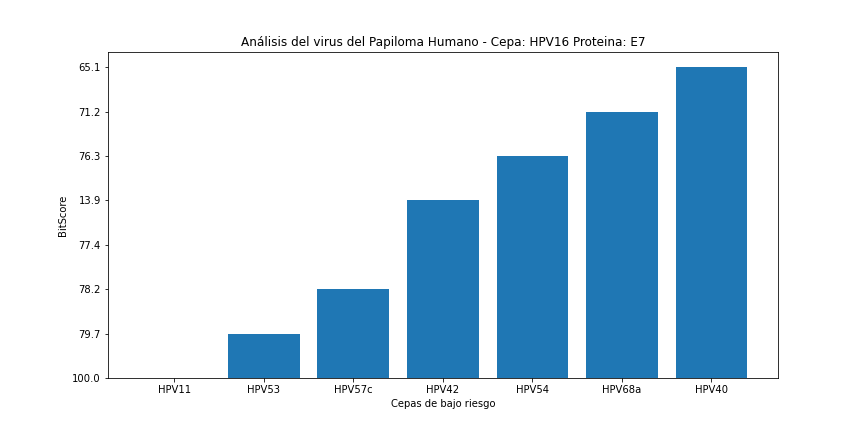 Análisis del virus del Papiloma Humano - Cepa: HPV16 Proteina: E7
BitScore
65.1
71.2
76.3
13.9
77.4
78.2
79.7
100.0
HPV11 HPV53 HPV57c HPV42 HPV54 HPV68a HPV40
Cepas de bajo riesgo